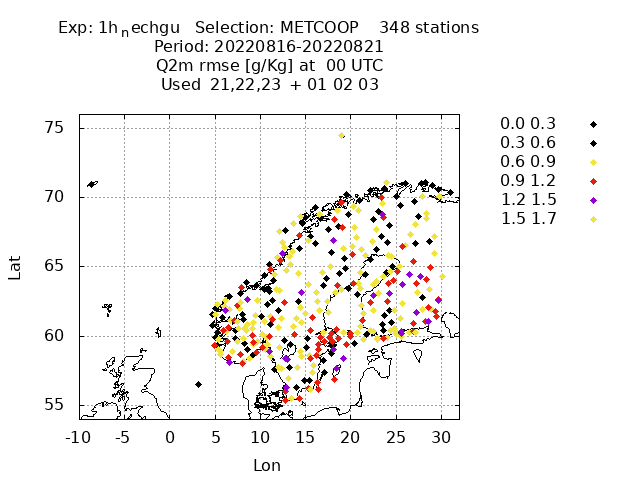 Exp: 1h n echgu Selection: METCOOP 348 stations
Period: 20220816-20220821
Q2m rmse [g/Kg] at 00 UTC
Used 21,22,23 + 01 02 03
75
70
65
60
55
-10 -5 0 5 10 15 20 25 30
Lat
Lon
0.0 0.3
0.3 0.6
0.6 0.9
0.9 1.2
1.2 1.5
1.5 1.7